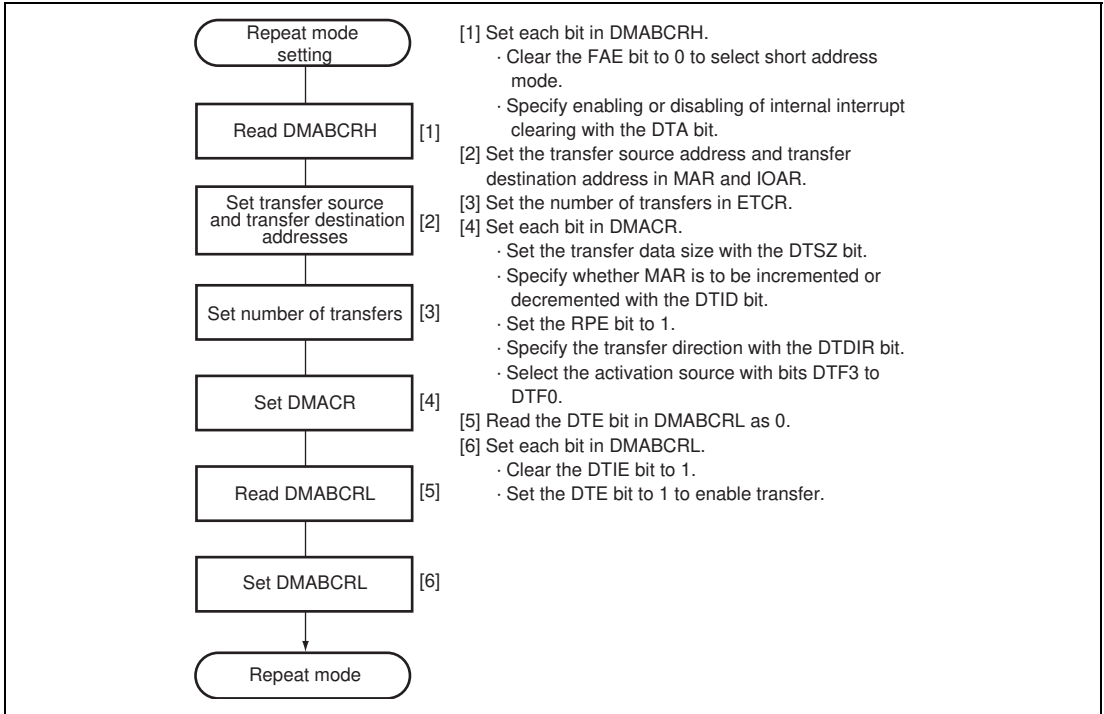 Repeat mode
setting
Read DMABCRH [1]
Set transfer source
and transfer destination
addresses
[2]
Set number of transfers [3]
Set DMACR [4]
Read DMABCRL [5]
Set DMABCRL [6]
Repeat mode
[1] Set each bit in DMABCRH.
· Clear the FAE bit to 0 to select short address
mode.
· Specify enabling or disabling of internal interrupt
clearing with the DTA bit.
[2] Set the transfer source address and transfer
destination address in MAR and IOAR.
[3] Set the number of transfers in ETCR.
[4] Set each bit in DMACR.
· Set the transfer data size with the DTSZ bit.
· Specify whether MAR is to be incremented or
decremented with the DTID bit.
· Set the RPE bit to 1.
· Specify the transfer direction with the DTDIR bit.
· Select the activation source with bits DTF3 to
DTF0.
[5] Read the DTE bit in DMABCRL as 0.
[6] Set each bit in DMABCRL.
· Clear the DTIE bit to 1.
· Set the DTE bit to 1 to enable transfer.